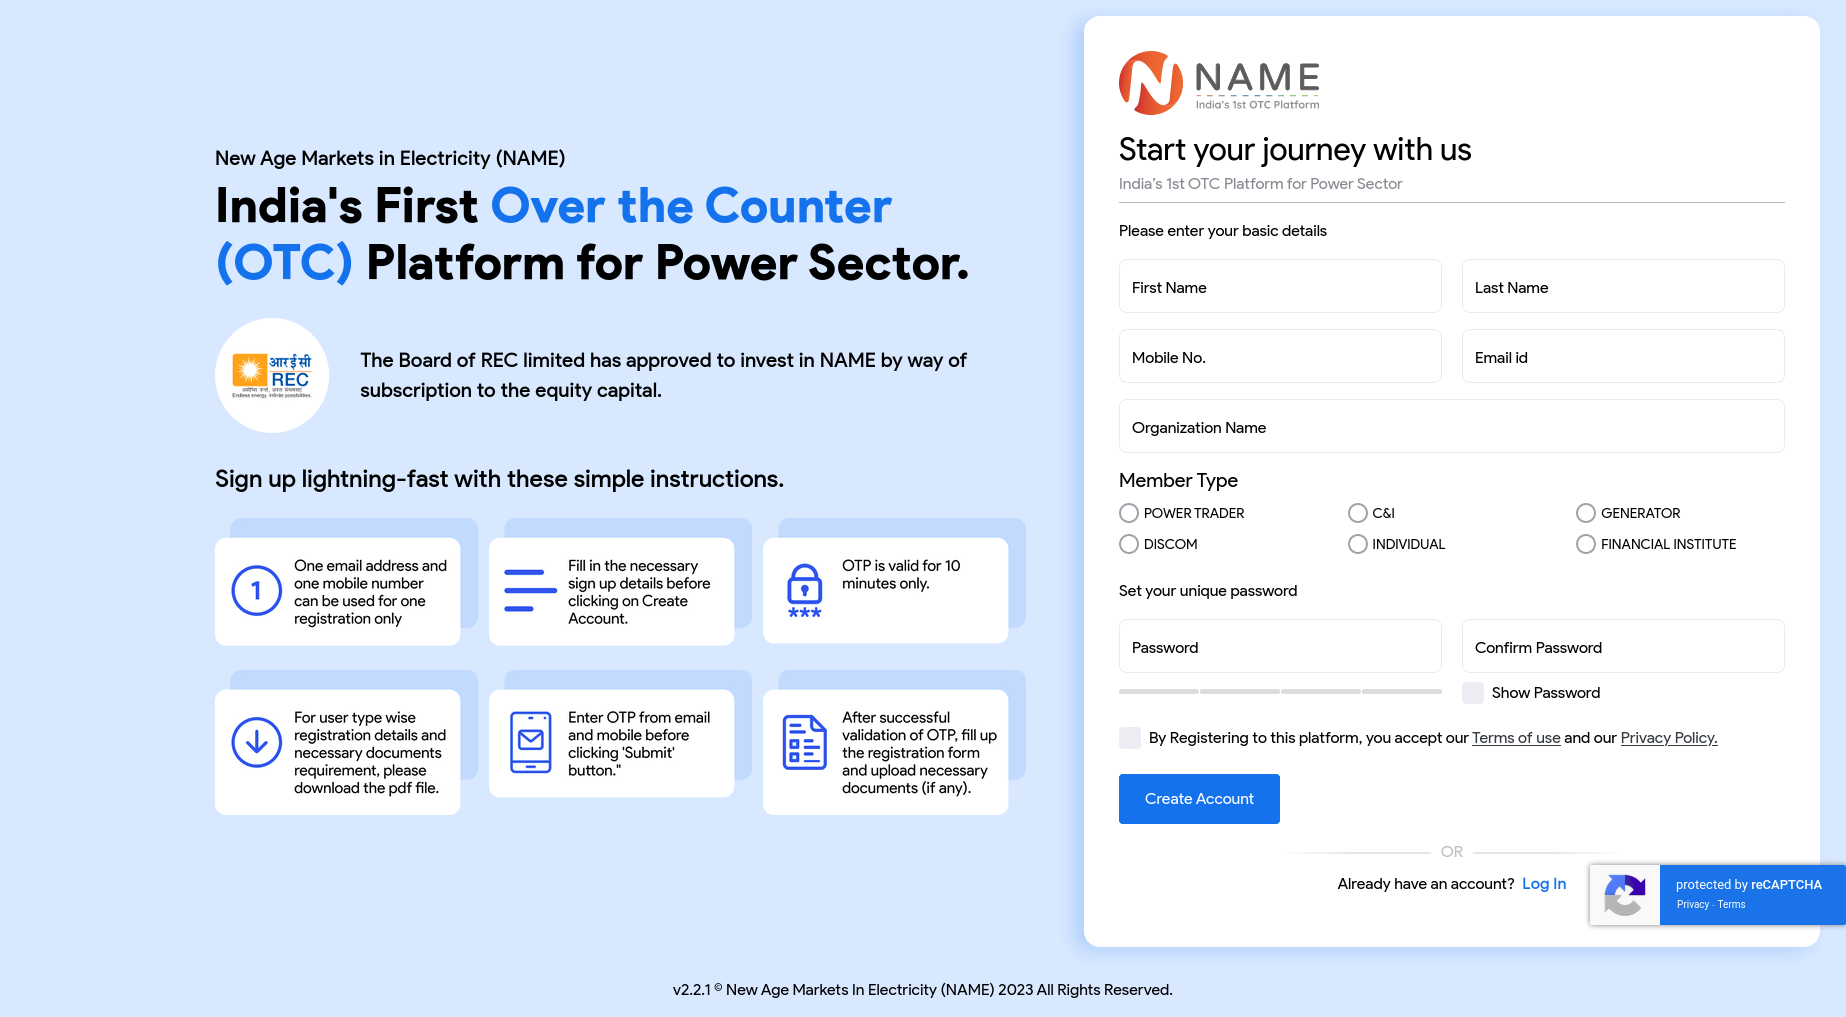 New Age Markets in Electricity (NAME)
India's First Over the Counter
(OTC) Platform for Power Sector.
आर ई सी
REC
Endless energy. Infinite possibilities.
The Board of REC limited has approved to invest in NAME by way of
subscription to the equity capital.
Sign up lightning-fast with these simple instructions.
1
One email address and
one mobile number
can be used for one
registration only
Fill in the necessary
sign up details before
clicking on Create
Account.
***
OTP is valid for 10
minutes only.
For user type wise
registration details and
necessary documents
requirement, please
download the pdf file.
Enter OTP from email
and mobile before
clicking 'Submit'
button."
After successful
validation of OTP, fill up
the registration form
and upload necessary
documents (if any).
NAME
India's 1st OTC Platform
Start your journey with us
India's 1st OTC Platform for Power Sector
Please enter your basic details
First Name
Last Name
Mobile No.
Email id
Organization Name
Member Type
POWER TRADER
C&I
GENERATOR
DISCOM
INDIVIDUAL
FINANCIAL INSTITUTE
Set your unique password
Password
Confirm Password
Show Password
By Registering to this platform, you accept our Terms of use and our Privacy Policy.
Create Account
OR
Already have an account? Log In
protected by reCAPTCHA
Privacy - Terms
v2.2.1 © New Age Markets In Electricity (NAME) 2023 All Rights Reserved.